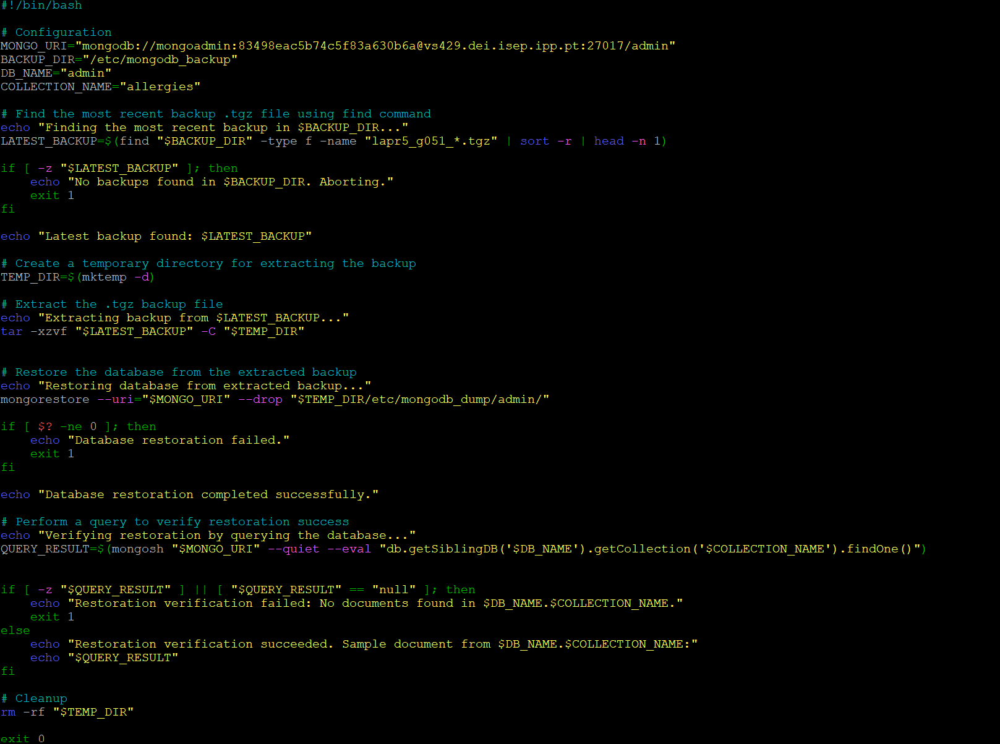 #!/bin/bash

# Configuration
MONGO_URI="mongodb://mongoadmin:83498eac5b74c5f83a630b6a@vs429.dei.isep.ipp.pt:27017/admin"
BACKUP_DIR="/etc/mongodb_backup"
DB_NAME="admin"
COLLECTION_NAME="allergies"

# Find the most recent backup .tgz file using find command
echo "Finding the most recent backup in $BACKUP_DIR..."
LATEST_BACKUP=$(find "$BACKUP_DIR" -type f -name "lapr5_g051_*.tgz" | sort -r | head -n 1)

if [ -z "$LATEST_BACKUP" ]; then
    echo "No backups found in $BACKUP_DIR. Aborting."
    exit 1
fi

echo "Latest backup found: $LATEST_BACKUP"

# Create a temporary directory for extracting the backup
TEMP_DIR=$(mktemp -d)

# Extract the .tgz backup file
echo "Extracting backup from $LATEST_BACKUP..."
tar -xzvf "$LATEST_BACKUP" -C "$TEMP_DIR"


# Restore the database from the extracted backup
echo "Restoring database from extracted backup..."
mongorestore --uri="$MONGO_URI" --drop "$TEMP_DIR/etc/mongodb_dump/admin/"

if [ $? -ne 0 ]; then
    echo "Database restoration failed."
    exit 1
fi

echo "Database restoration completed successfully."

# Perform a query to verify restoration success
echo "Verifying restoration by querying the database..."
QUERY_RESULT=$(mongosh "$MONGO_URI" --quiet --eval "db.getSiblingDB('$DB_NAME').getCollection('$COLLECTION_NAME').findOne()")


if [ -z "$QUERY_RESULT" ] || [ "$QUERY_RESULT" == "null" ]; then
    echo "Restoration verification failed: No documents found in $DB_NAME.$COLLECTION_NAME."
    exit 1
else
    echo "Restoration verification succeeded. Sample document from $DB_NAME.$COLLECTION_NAME:"
    echo "$QUERY_RESULT"
fi

# Cleanup
rm -rf "$TEMP_DIR"

exit 0